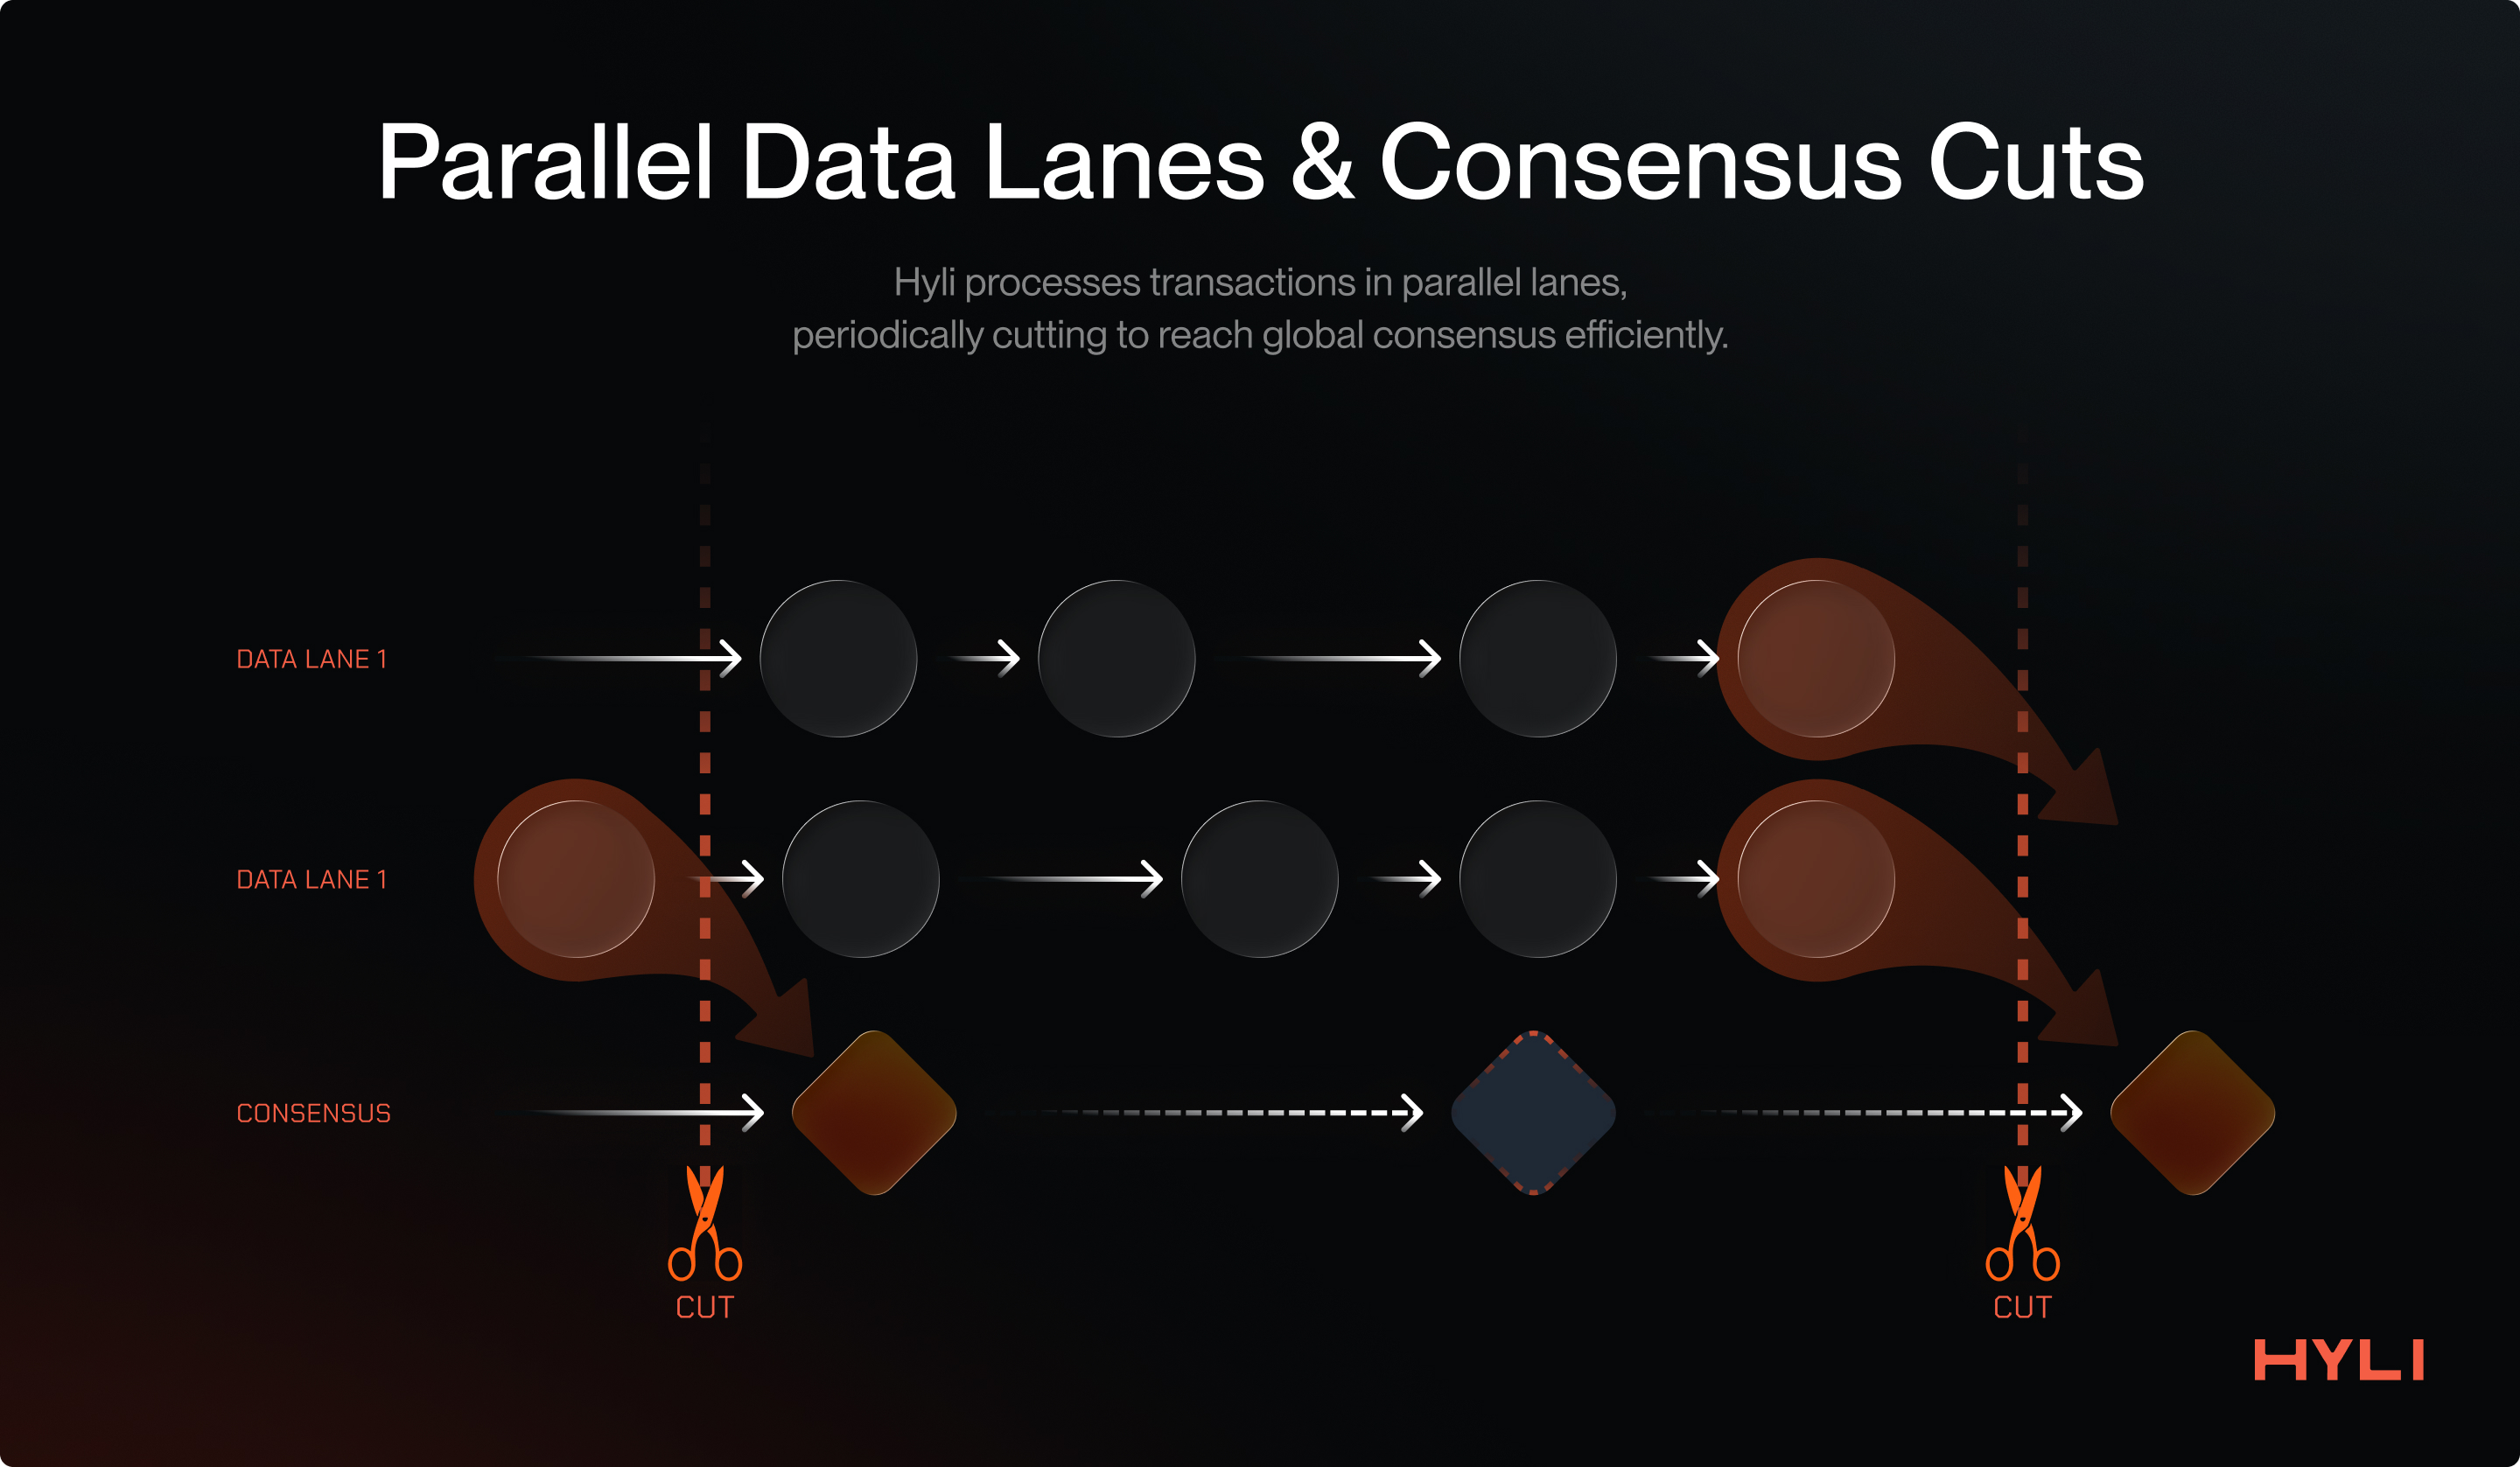 Parallel Data Lanes & Consensus Cuts
Hyli processes transactions in parallel lanes,
periodically cutting to reach global consensus efficiently.
DATA LANE 1
DATA LANE 1
CONSENSUS
CUT
CUT
HYLI